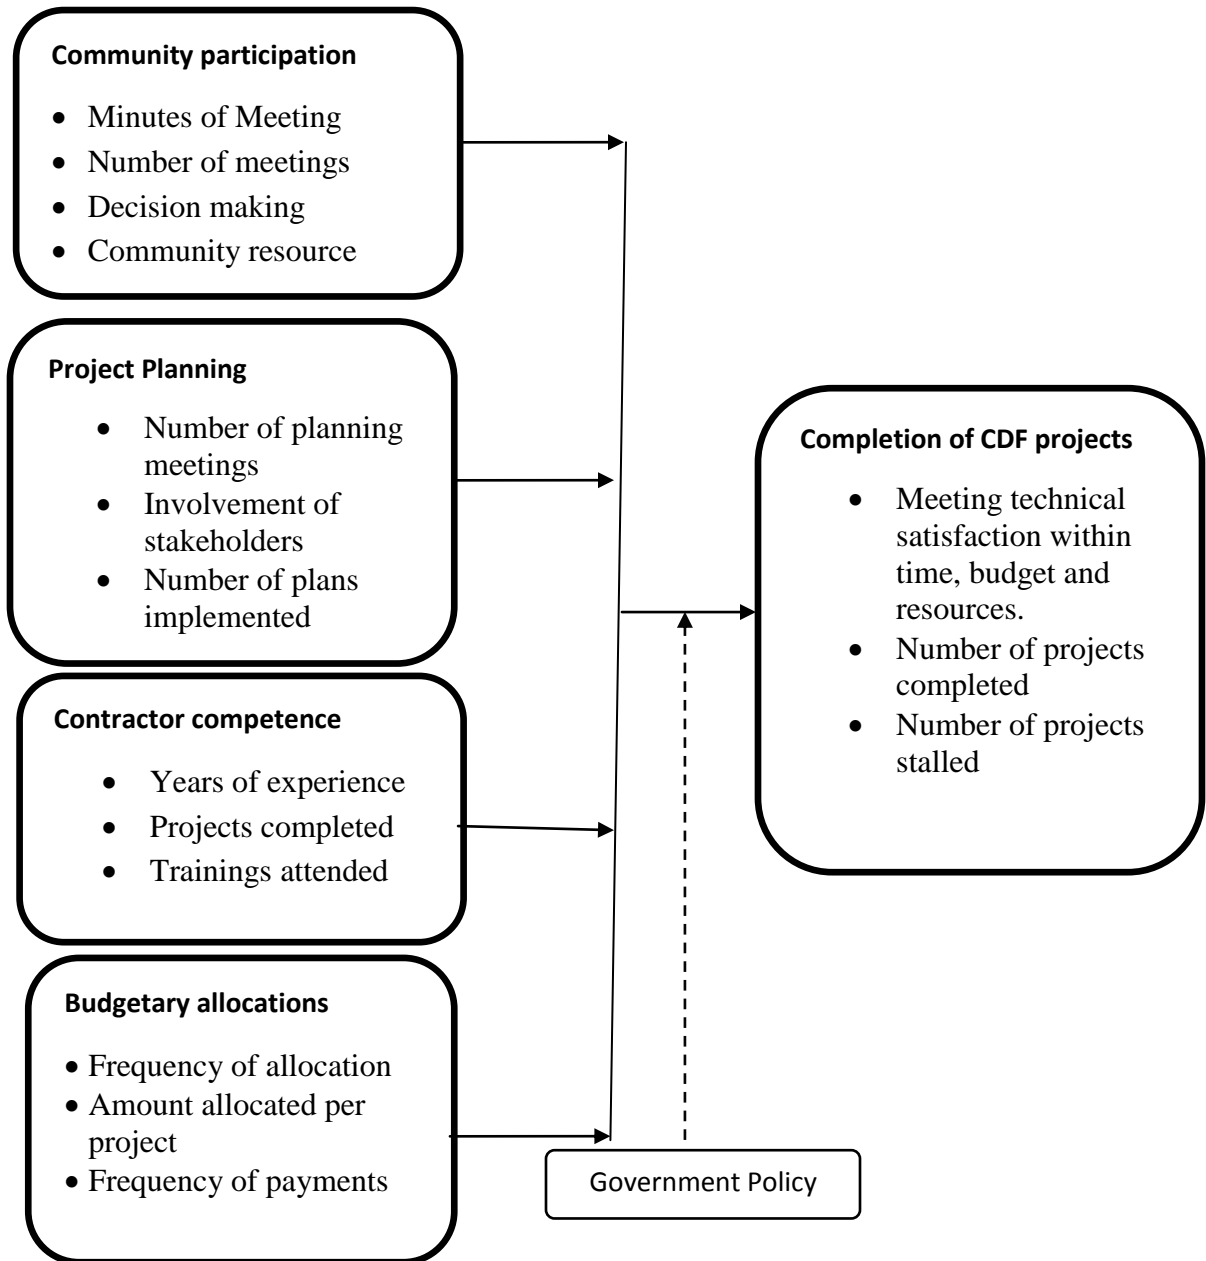 Community participation
• Minutes of Meeting
• Number of meetings
• Decision making
• Community resource
Project Planning
• Number of planning
meetings
• Involvement of
stakeholders
• Number of plans
implemented
Contractor competence
• Years of experience
• Projects completed
• Trainings attended
Budgetary allocations
• Frequency of allocation
• Amount allocated per
project
• Frequency of payments
Government Policy
Completion of CDF projects
• Meeting technical
satisfaction within
time, budget and
resources.
• Number of projects
completed
• Number of projects
stalled